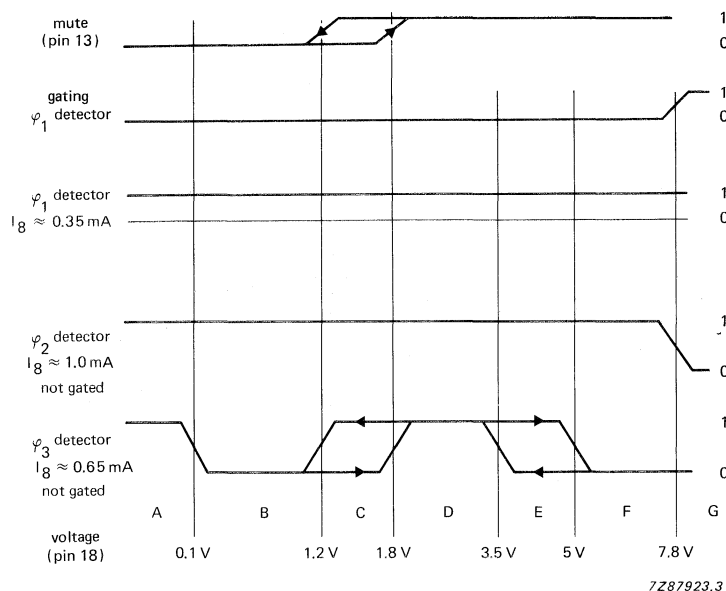 mute
(pin 13)
1
0
gating
φ1 detector
1
0
φ1 detector
I8 ≈ 0.35 mA
1
0
φ2 detector
I8 ≈ 1.0 mA
not gated
1
0
φ3 detector
I8 ≈ 0.65 mA
not gated
1
0
A B C D E F G
voltage
(pin 18)
0.1 V 1.2 V 1.8 V 3.5 V 5 V 7.8 V
7Z87923.3